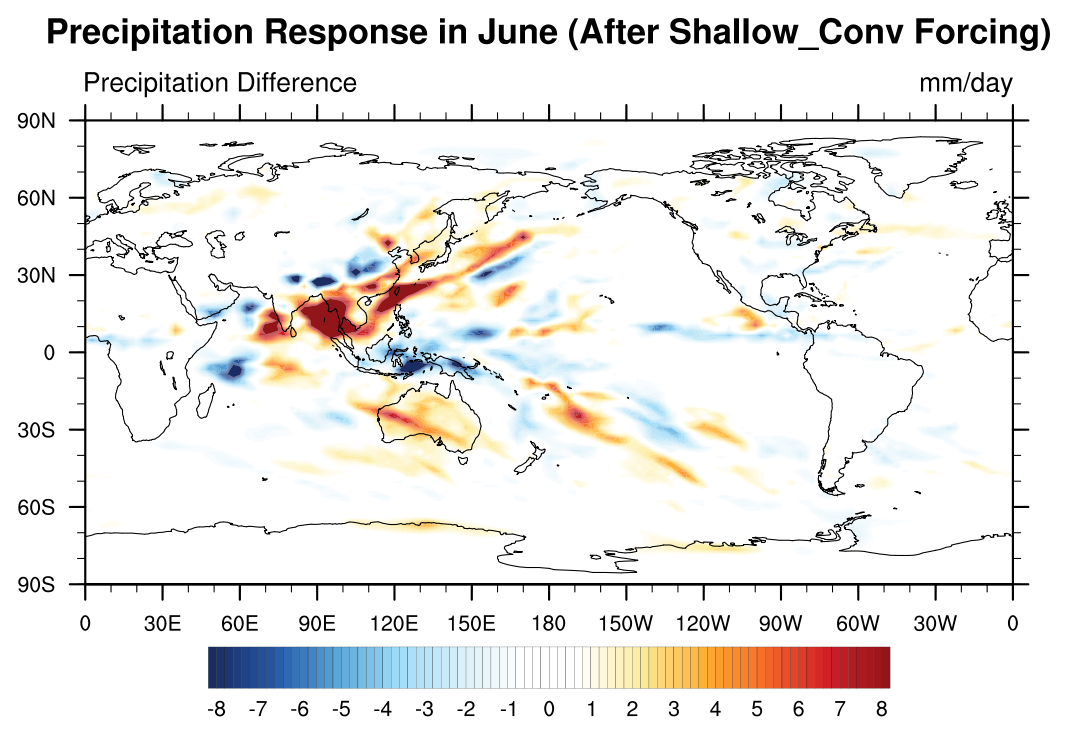 Precipitation Response in June (After Shallow_Conv Forcing)
Precipitation Difference mm/day
90N
60N
30N
0
30S
60S
90S
0 30E 60E 90E 120E 150E 180 150W 120W 90W 60W 30W 0
-8 -7 -6 -5 -4 -3 -2 -1 0 1 2 3 4 5 6 7 8